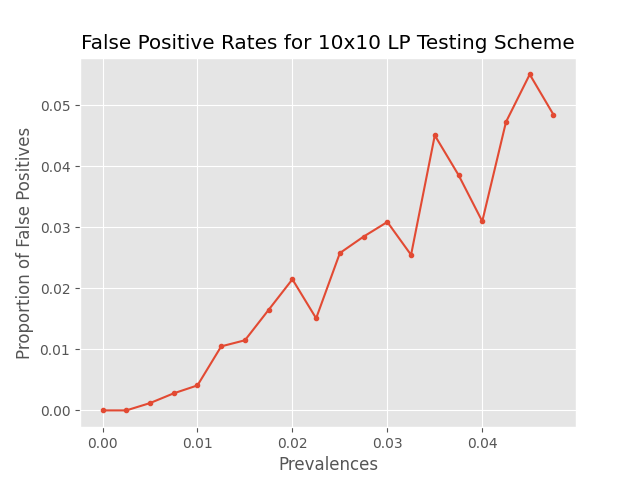 False Positive Rates for 10x10 LP Testing Scheme
Proportion of False Positives
0.05
0.04
0.03
0.02
0.01
0.00
0.00 0.01 0.02 0.03 0.04
Prevalences